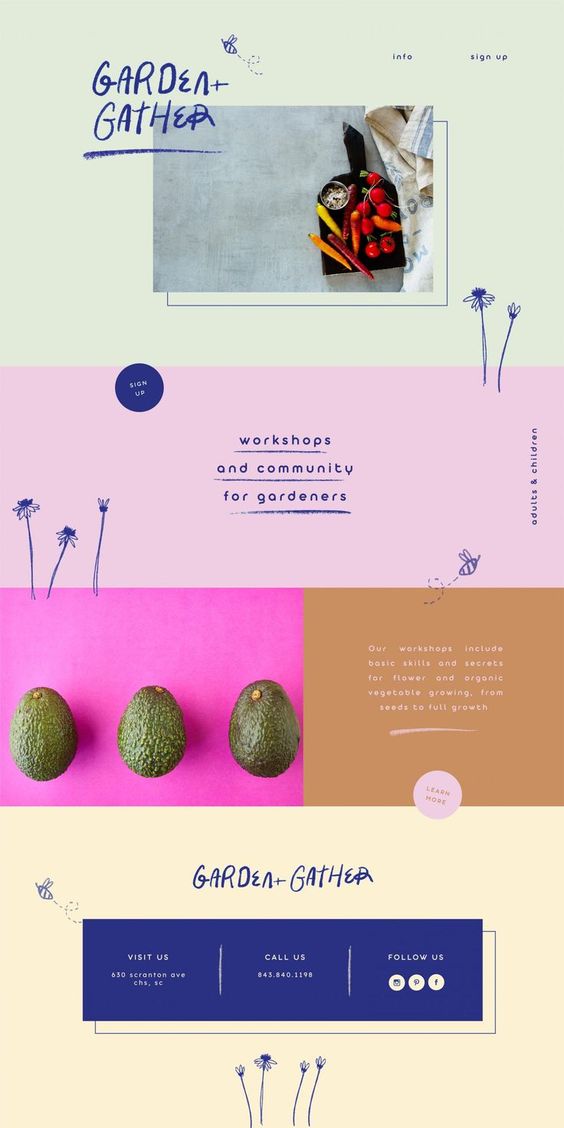 GARDEN+
GATHER
info
sign up
SIGN
UP
workshops
and community
for gardeners
adults & children
Our workshops include
basic skills and secrets
for flower and organic
vegetable growing, from
seeds to full growth
LEARN
MORE
GARDEN+ GATHER
VISIT US
630 scranton ave
chs, sc
CALL US
843.840.1198
FOLLOW US